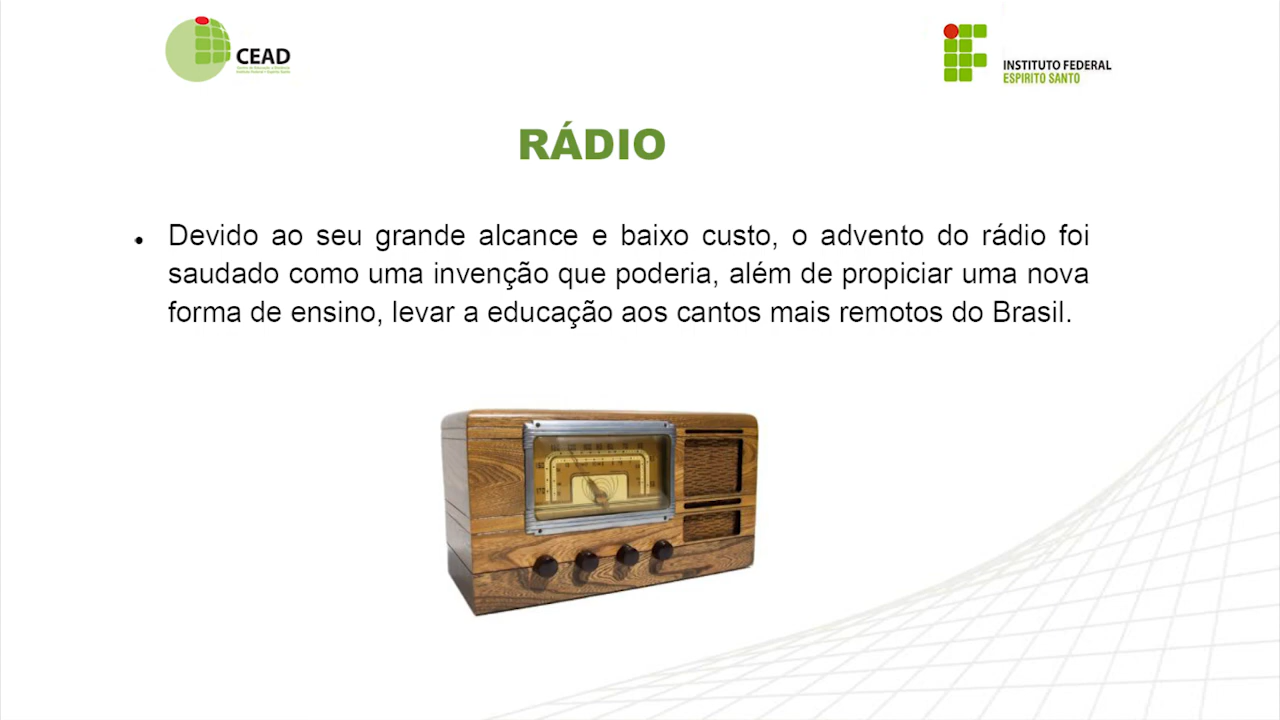 CEAD
INSTITUTO FEDERAL
ESPÍRITO SANTO
RÁDIO
• Devido ao seu grande alcance e baixo custo, o advento do rádio foi
saudado como uma invenção que poderia, além de propiciar uma nova
forma de ensino, levar a educação aos cantos mais remotos do Brasil.